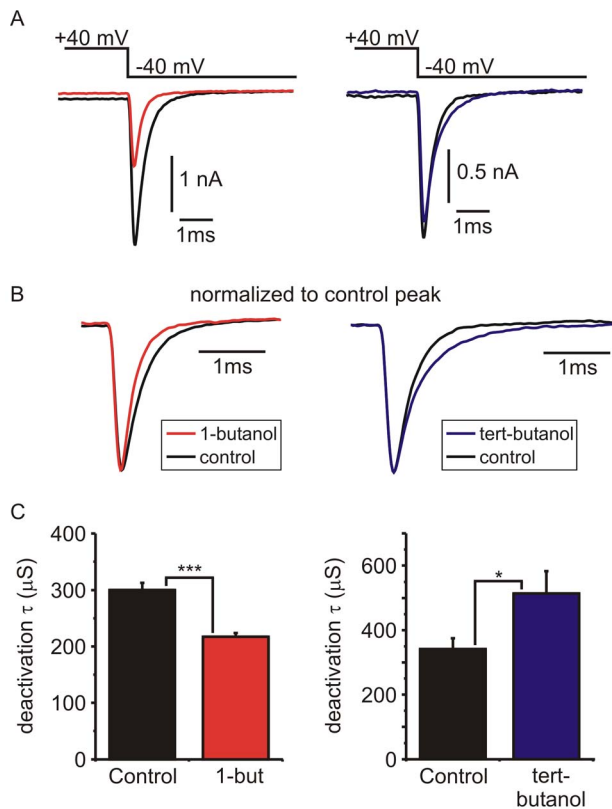 A
+40 mV
-40 mV
1 nA
1ms
+40 mV
-40 mV
0.5 nA
1ms
B
normalized to control peak
1ms
1-butanol
control
1ms
tert-butanol
control
C
deactivation τ (μS)
400
300
200
100
0
***
Control
1-but
deactivation τ (μS)
600
400
200
0
*
Control
tert-
butanol